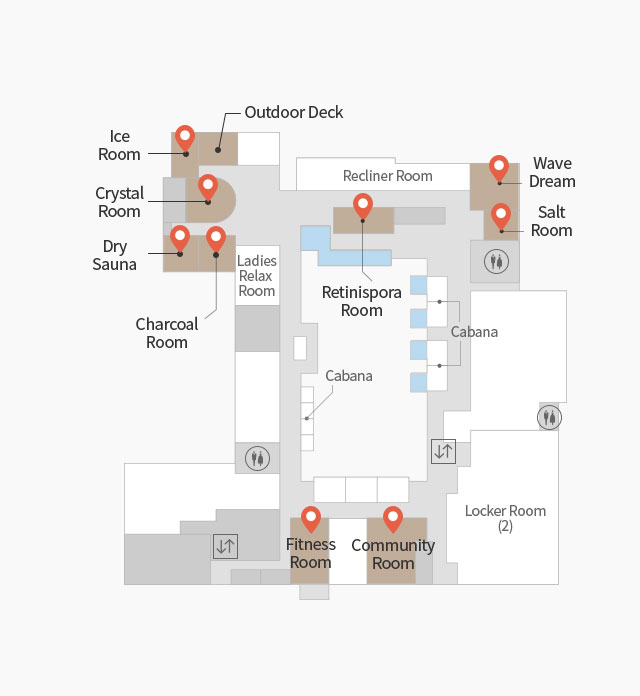 Outdoor Deck
Ice
Room
Crystal
Room
Dry
Sauna
Charcoal
Room
Ladies
Relax
Room
Recliner Room
Wave
Dream
Salt
Room
Retinispora
Room
Cabana
Cabana
Locker Room
(2)
Fitness
Room
Community
Room